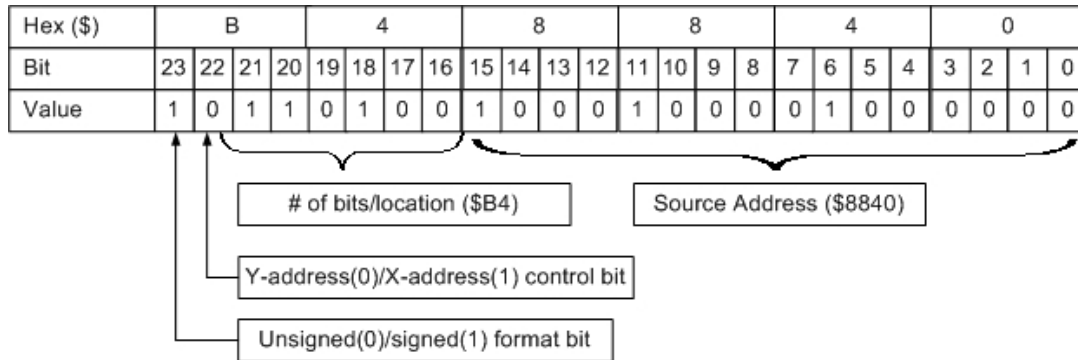 Hex ($) B 4 8 8 4 0
Bit 23 22 21 20 19 18 17 16 15 14 13 12 11 10 9 8 7 6 5 4 3 2 1 0
Value 1 0 1 1 0 1 0 0 1 0 0 0 1 0 0 0 0 1 0 0 0 0 0 0
# of bits/location ($B4) Source Address ($8840)
Y-address(0)/X-address(1) control bit
Unsigned(0)/signed(1) format bit